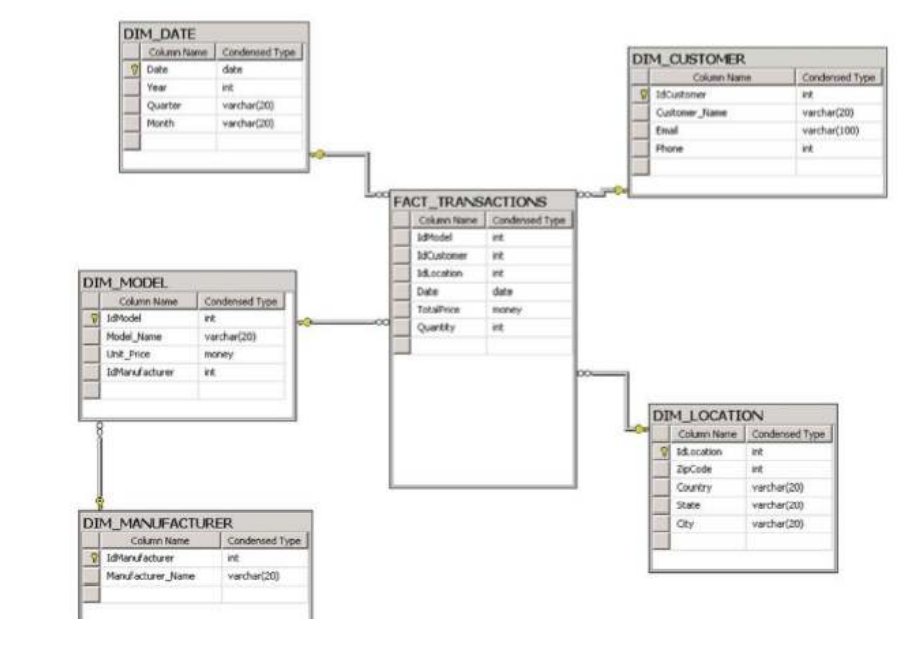 DIM_DATE
Column Name Condensed Type
Date date
Year int
Quarter varchar(20)
Month varchar(20)
DIM_CUSTOMER
Column Name Condensed Type
IdCustomer int
Customer_Name varchar(20)
Email varchar(100)
Phone int
FACT_TRANSACTIONS
Column Name Condensed Type
IdModel int
IdCustomer int
IdLocation int
Date date
TotalPrice money
Quantity int
DIM_MODEL
Column Name Condensed Type
IdModel int
Model_Name varchar(20)
Unit_Price money
IdManufacturer int
DIM_LOCATION
Column Name Condensed Type
IdLocation int
ZipCode int
Country varchar(20)
State varchar(20)
City varchar(20)
DIM_MANUFACTURER
Column Name Condensed Type
IdManufacturer int
Manufacturer_Name varchar(20)